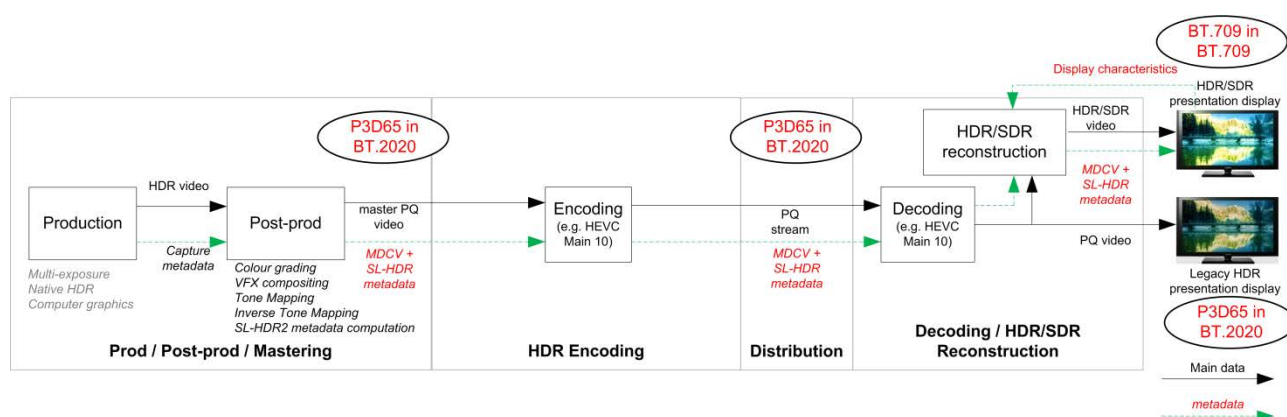 BT.709 in
BT.709
Display characteristics
HDR/SDR
presentation display
P3D65 in
BT.2020
P3D65 in
BT.2020
HDR/SDR
reconstruction
HDR/SDR
video
MDCV +
SL-HDR
metadata
HDR video
Production
Capture
metadata
Multi-exposure
Native HDR
Computer graphics
Post-prod
Colour grading
VFX compositing
Tone Mapping
Inverse Tone Mapping
SL-HDR2 metadata computation
master PQ
video
MDCV +
SL-HDR
metadata
Encoding
(e.g. HEVC
Main 10)
PQ
stream
MDCV +
SL-HDR
metadata
Decoding
(e.g. HEVC
Main 10)
PQ video
Legacy HDR
presentation display
P3D65 in
BT.2020
Prod / Post-prod / Mastering
HDR Encoding
Distribution
Decoding / HDR/SDR
Reconstruction
Main data
metadata